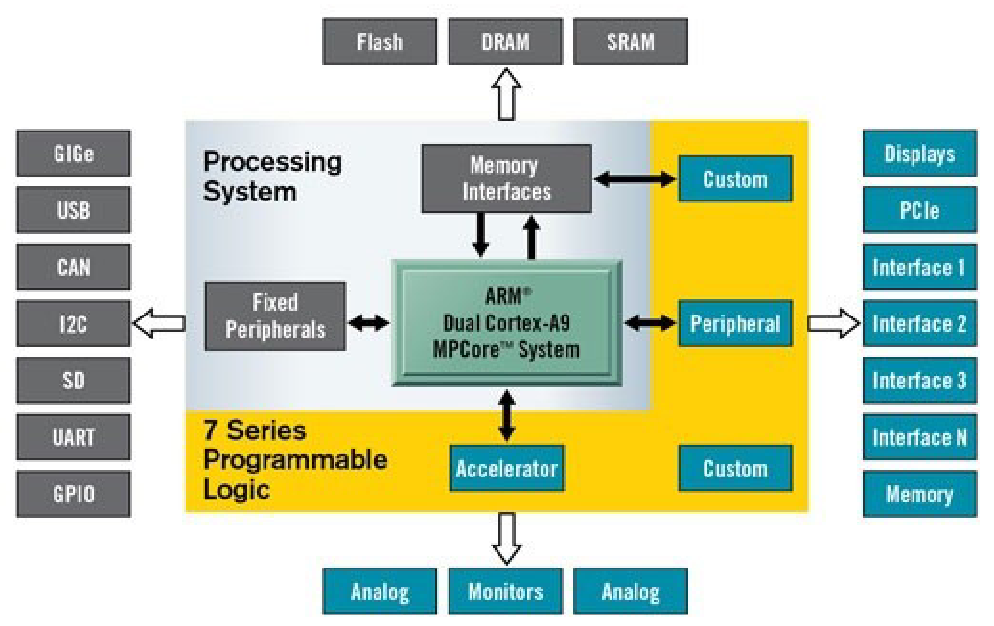 Flash
DRAM
SRAM
GIGe
USB
CAN
I2C
SD
UART
GPIO
Processing
System
Memory
Interfaces
Custom
Fixed
Peripherals
ARM®
Dual Cortex-A9
MPCore™ System
Peripheral
7 Series
Programmable
Logic
Accelerator
Custom
Displays
PCIe
Interface 1
Interface 2
Interface 3
Interface N
Memory
Analog
Monitors
Analog